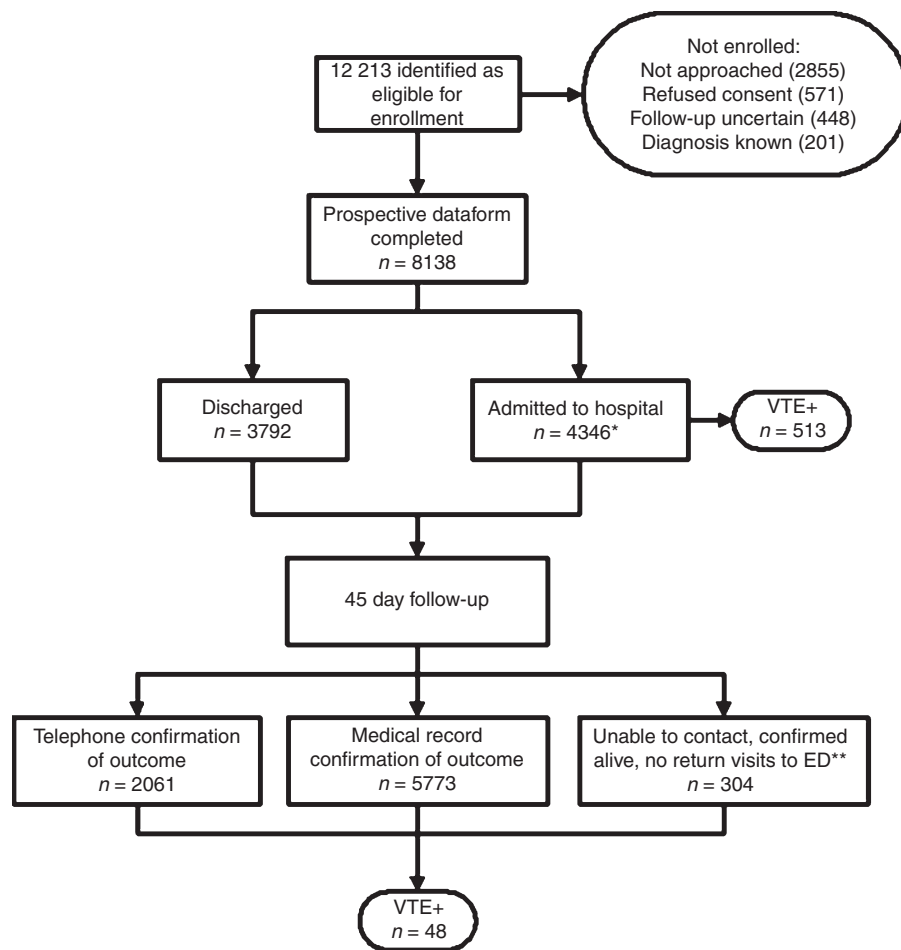 12 213 identified as
eligible for
enrollment
Not enrolled:
Not approached (2855)
Refused consent (571)
Follow-up uncertain (448)
Diagnosis known (201)
Prospective dataform
completed
n = 8138
Discharged
n = 3792
Admitted to hospital
n = 4346*
VTE+
n = 513
45 day follow-up
Telephone confirmation
of outcome
n = 2061
Medical record
confirmation of outcome
n = 5773
Unable to contact, confirmed
alive, no return visits to ED**
n = 304
VTE+
n = 48